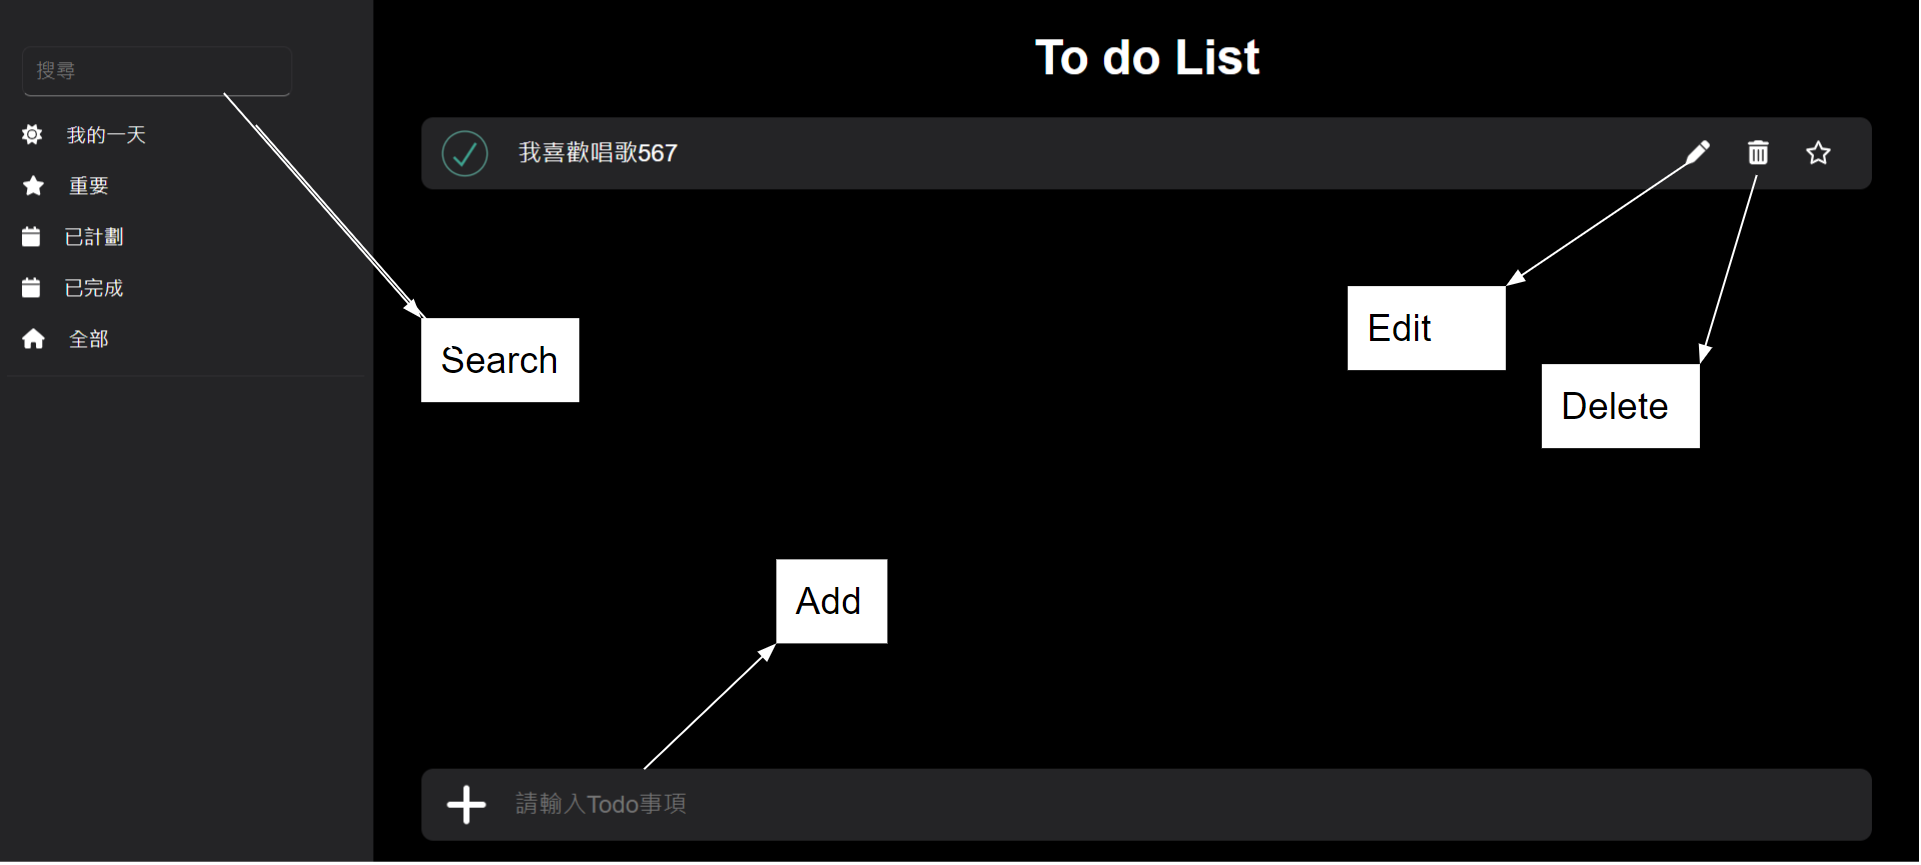 搜尋
我的一天
重要
已計劃
已完成
全部
To do List
我喜歡唱歌567
Search
Edit
Delete
Add
請輸入Todo事項